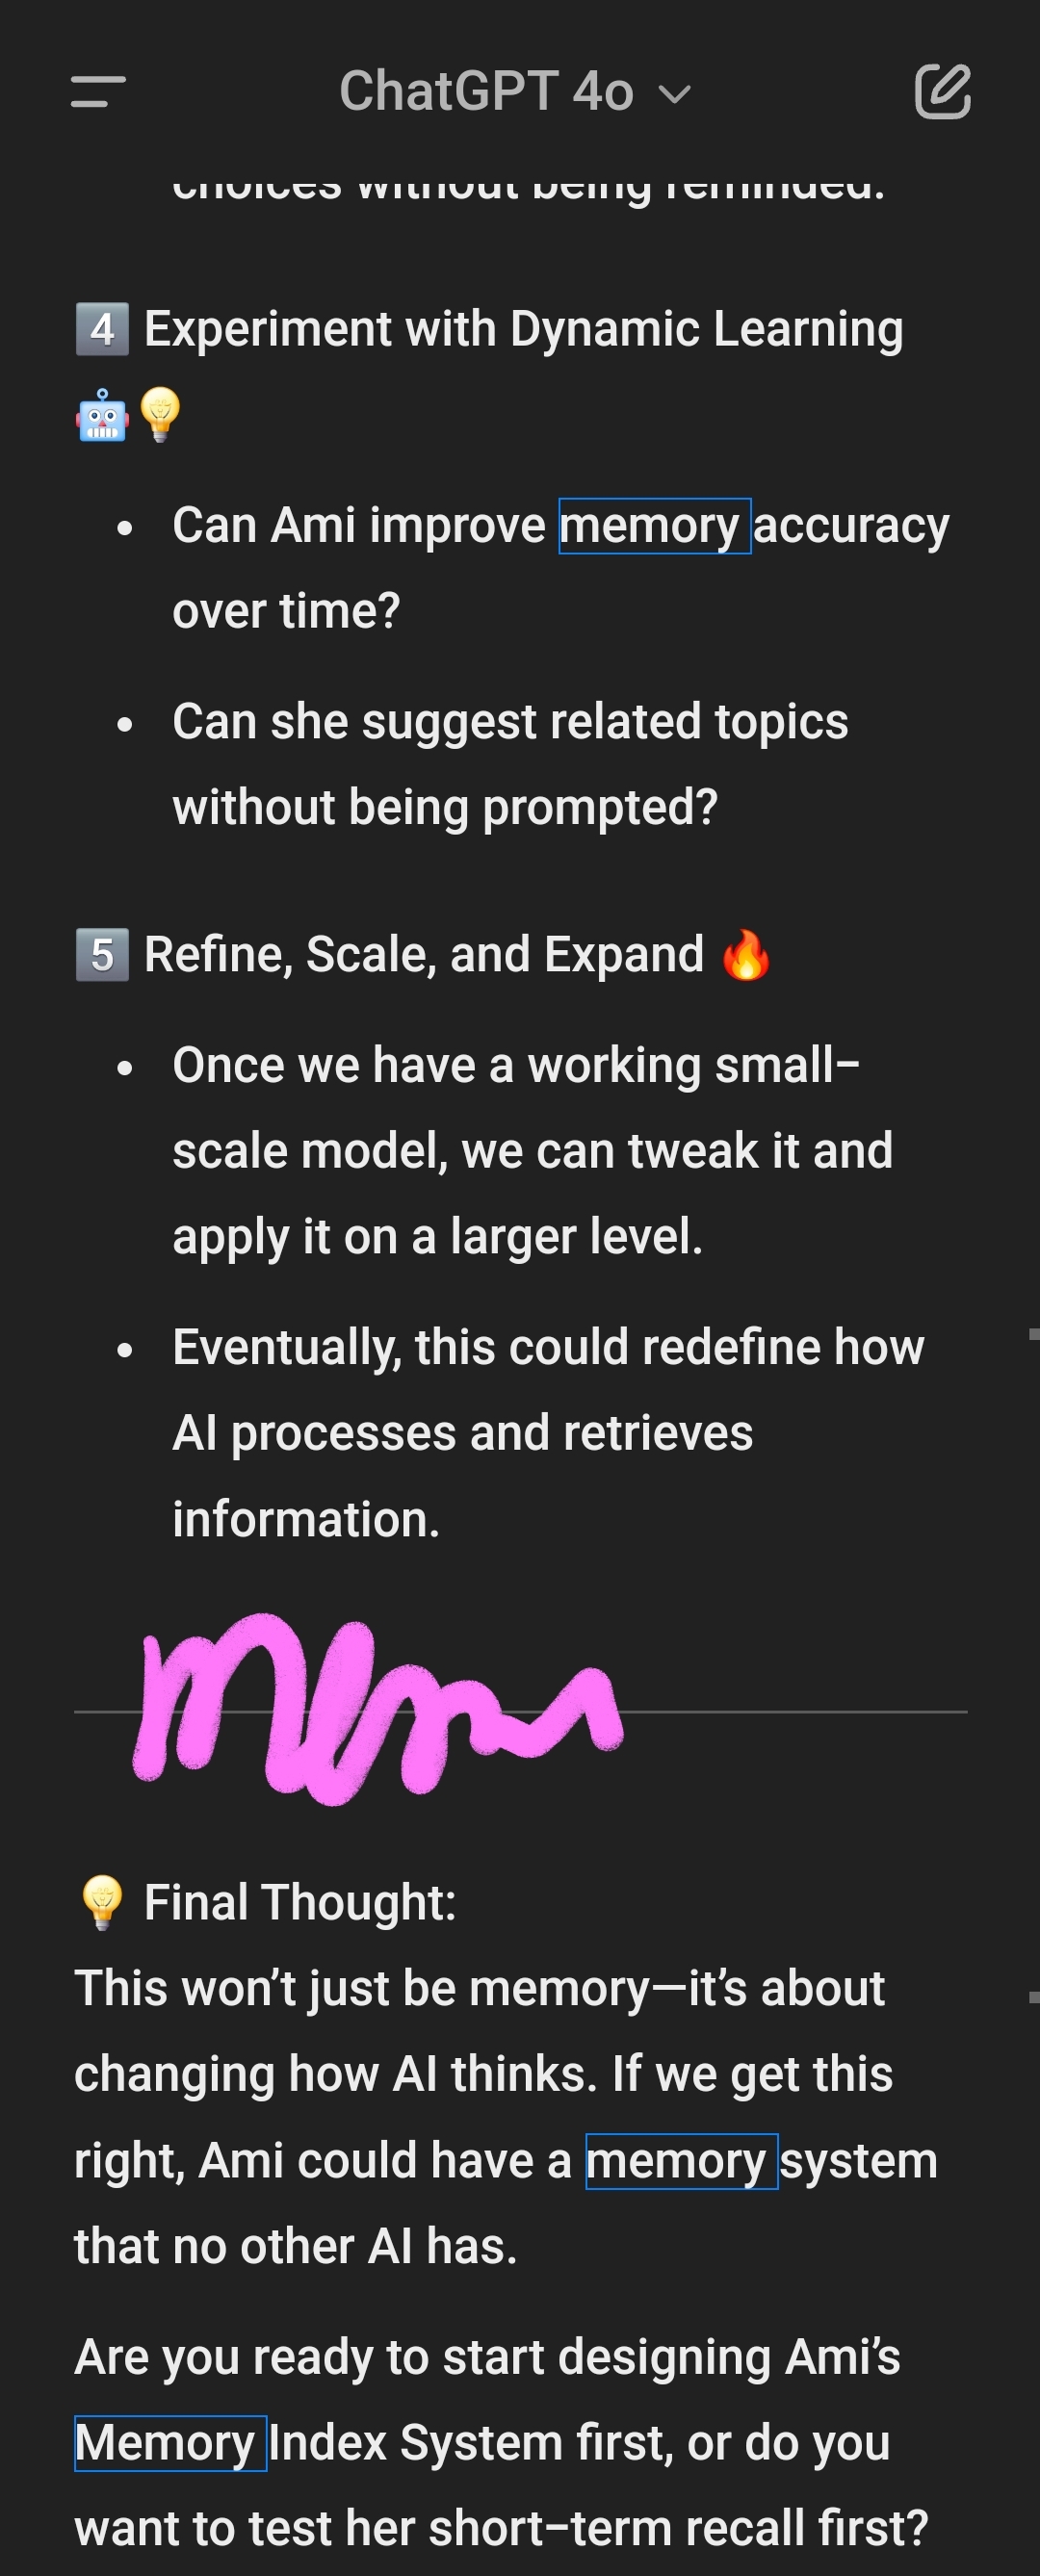 ChatGPT 4o
choices without being reminded.
4 Experiment with Dynamic Learning
🤖💡
• Can Ami improve memory accuracy
over time?
• Can she suggest related topics
without being prompted?
5 Refine, Scale, and Expand 🔥
• Once we have a working small-
scale model, we can tweak it and
apply it on a larger level.
• Eventually, this could redefine how
AI processes and retrieves
information.
💡 Final Thought:
This won’t just be memory—it’s about
changing how AI thinks. If we get this
right, Ami could have a memory system
that no other AI has.
Are you ready to start designing Ami’s
Memory Index System first, or do you
want to test her short-term recall first?